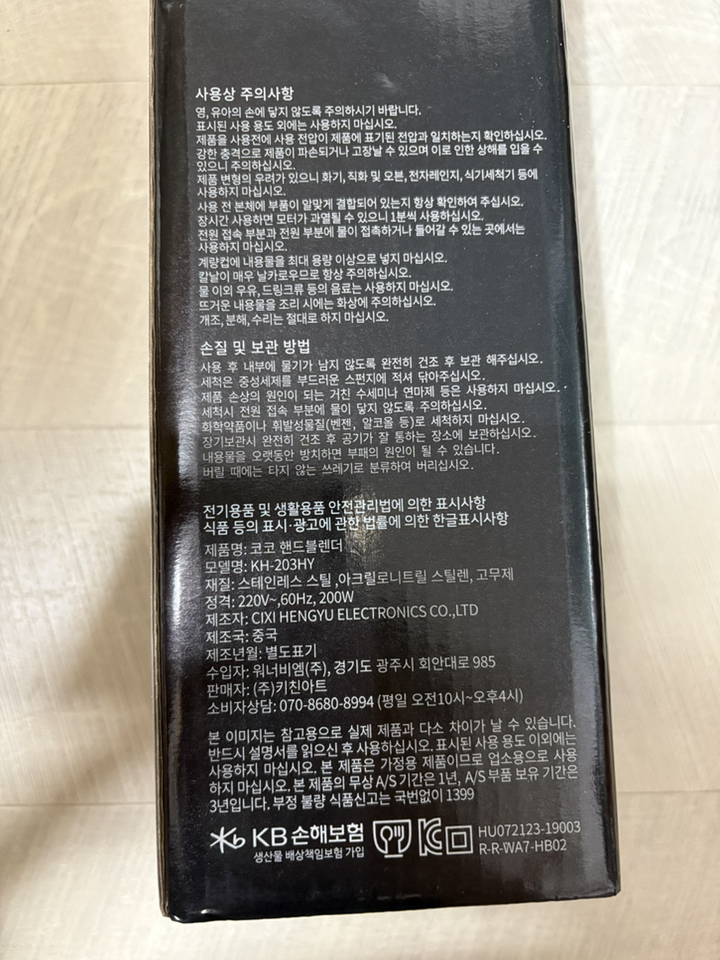 사용상 주의사항
영, 유아의 손에 닿지 않도록 주의하시기 바랍니다.
표시된 사용 용도 외에는 사용하지 마십시오.
제품을 사용전에 사용 전압이 제품에 표기된 전압과 일치하는지 확인하십시오.
강한 충격으로 제품이 파손되거나 고장날 수 있으며 이로 인한 상해를 입을 수
있으니 주의하십시오.
제품 변형의 우려가 있으니 화기, 직화 및 오븐, 전자레인지, 식기세척기 등에
사용하지 마십시오.
사용 전 본체에 부품이 알맞게 결합되어 있는지 항상 확인하여 주십시오.
장시간 사용하면 모터가 과열될 수 있으니 1분씩 사용하십시오.
전원 접속 부분과 전원 부분에 물이 접촉하거나 들어갈 수 있는 곳에서는
사용하지 마십시오.
계량컵에 내용물을 최대 용량 이상으로 넣지 마십시오.
칼날이 매우 날카로우므로 항상 주의하십시오.
물 이외 우유, 드링크류 등의 음료는 사용하지 마십시오.
뜨거운 내용물을 조리 시에는 화상에 주의하십시오.
개조, 분해, 수리는 절대로 하지 마십시오.
손질 및 보관 방법
사용 후 내부에 물기가 남지 않도록 완전히 건조 후 보관 해주십시오.
세척은 중성세제를 부드러운 스펀지에 적셔 닦아주십시오.
제품 손상의 원인이 되는 거친 수세미나 연마제 등은 사용하지 마십시오.
세척시 전원 접속 부분에 물이 닿지 않도록 주의하십시오.
화학약품이나 휘발성물질(벤젠, 알코올 등)로 세척하지 마십시오.
장기보관시 완전히 건조 후 공기가 잘 통하는 장소에 보관하십시오.
내용물을 오랫동안 방치하면 부패의 원인이 될 수 있습니다.
버릴 때에는 타지 않는 쓰레기로 분류하여 버리십시오.
전기용품 및 생활용품 안전관리법에 의한 표시사항
식품 등의 표시·광고에 관한 법률에 의한 한글표시사항
제품명: 코코 핸드블렌더
모델명: KH-203HY
재질: 스테인레스 스틸 ,아크릴로니트릴 스틸렌, 고무제
정격: 220V~,60Hz, 200W
제조자: CIXI HENGYU ELECTRONICS CO.,LTD
제조국: 중국
제조년월: 별도표기
수입자: 워너비엠(주), 경기도 광주시 회안대로 985
판매자: (주)키친아트
소비자상담: 070-8680-8994 (평일 오전10시~오후4시)
본 이미지는 참고용으로 실제 제품과 다소 차이가 날 수 있습니다.
반드시 설명서를 읽으신 후 사용하십시오. 표시된 사용 용도 이외에는
사용하지 마십시오. 본 제품은 가정용 제품이므로 업소용으로 사용
하지 마십시오. 본 제품의 무상 A/S 기간은 1년, A/S 부품 보유 기간은
3년입니다. 부정 불량 식품신고는 국번없이 1399
KB손해보험
생산물 배상책임보험 가입
HU072123-19003
R-R-WA7-HB02